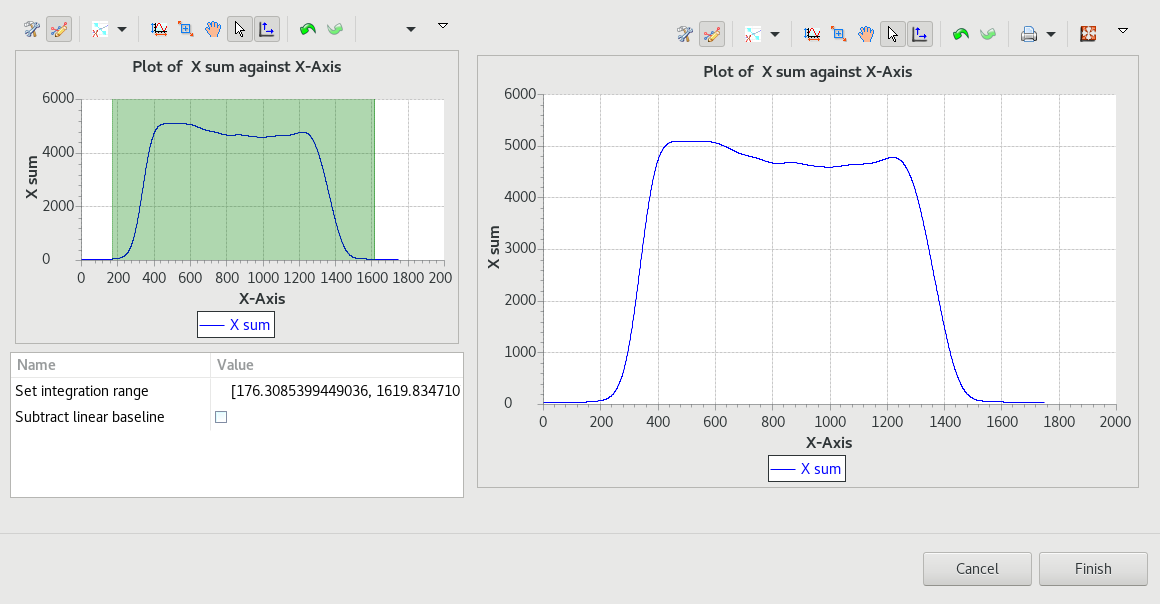 Plot of  X sum against X-Axis
6000
4000
2000
0
X sum
0 200 400 600 800 1000 1200 1400 1600 1800 200
X-Axis
X sum
Name Value
Set integration range [176.3085399449036, 1619.834710
Subtract linear baseline
Plot of  X sum against X-Axis
6000
5000
4000
3000
2000
1000
0
X sum
0 200 400 600 800 1000 1200 1400 1600 1800 2000
X-Axis
X sum
Cancel Finish